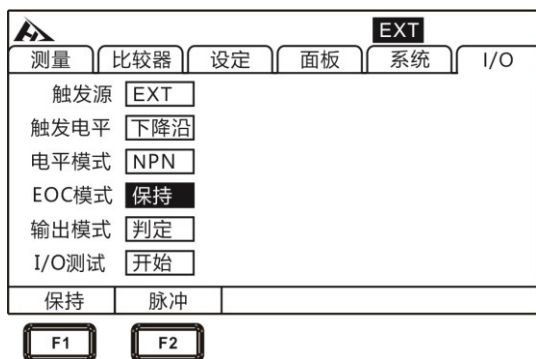 EXT
测量 比较器 设定 面板 系统 I/O
触发源 EXT
触发电平 下降沿
电平模式 NPN
EOC模式 保持
输出模式 判定
I/O测试 开始
保持 脉冲
F1 F2